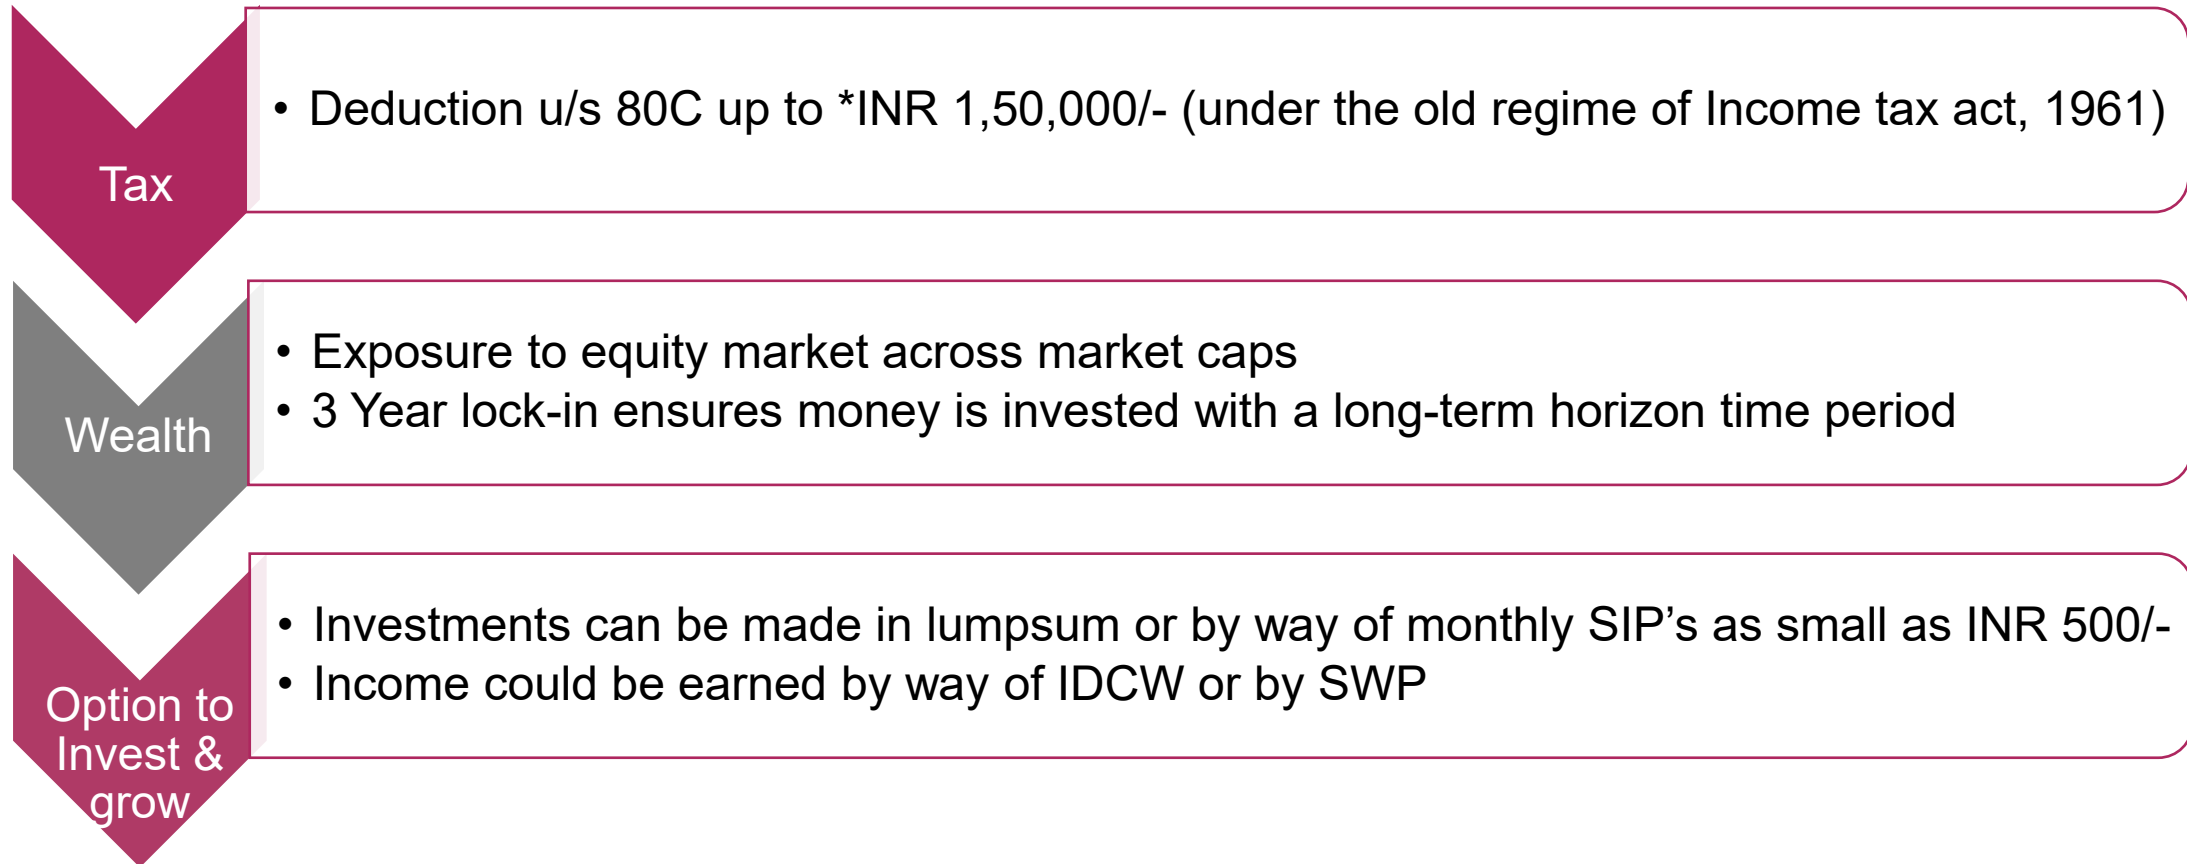 Tax
• Deduction u/s 80C up to *INR 1,50,000/- (under the old regime of Income tax act, 1961)
Wealth
• Exposure to equity market across market caps
• 3 Year lock-in ensures money is invested with a long-term horizon time period
Option to
Invest &
grow
• Investments can be made in lumpsum or by way of monthly SIP’s as small as INR 500/-
• Income could be earned by way of IDCW or by SWP